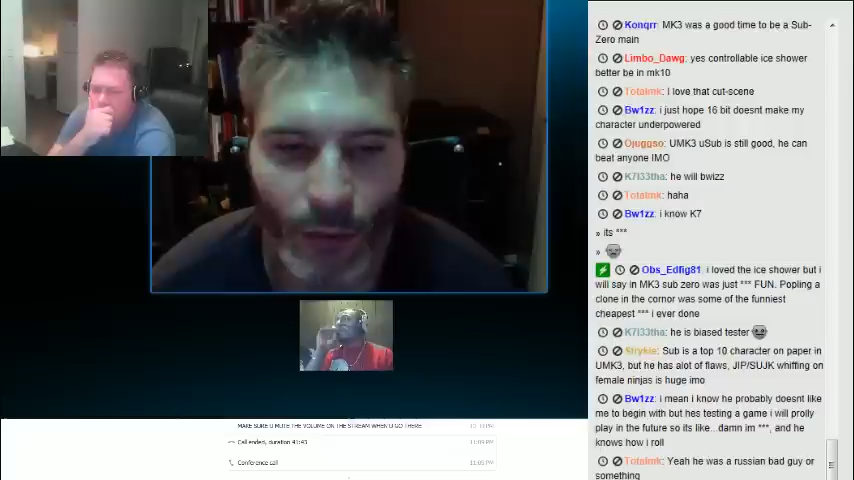 Konqrr: MK3 was a good time to be a Sub-
Zero main
Limbo_Dawg: yes controllable ice shower
better be in mk10
Totalmk: I love that cut-scene
Bw1zz: i just hope 16 bit doesnt make my
character underpowered
Ojuggso: UMK3 uSub is still good, he can
beat anyone IMO
K7l33tha: he will bwizz
Totalmk: haha
Bw1zz: i know K7
» its ***
»
Obs_Edfig81: i loved the ice shower but i
will say in MK3 sub zero was just *** FUN. Popling a
clone in the cornor was some of the funniest
cheapest *** i ever done
K7l33tha: he is biased tester
Strykie: Sub is a top 10 character on paper in
UMK3, but he has alot of flaws, JIP/SUJK whiffing on
female ninjas is huge imo
Bw1zz: i mean i know he probably doesnt like
me to begin with but hes testing a game i will prolly
play in the future so its like...damn im ***, and he
knows how i roll
Totalmk: Yeah he was a russian bad guy or
something
MAKE SURE U MUTE THE VOLUME ON THE STREAM WHEN U GO THERE
Call ended, duration 41:43 11:09 PM
Conference call 11:09 PM